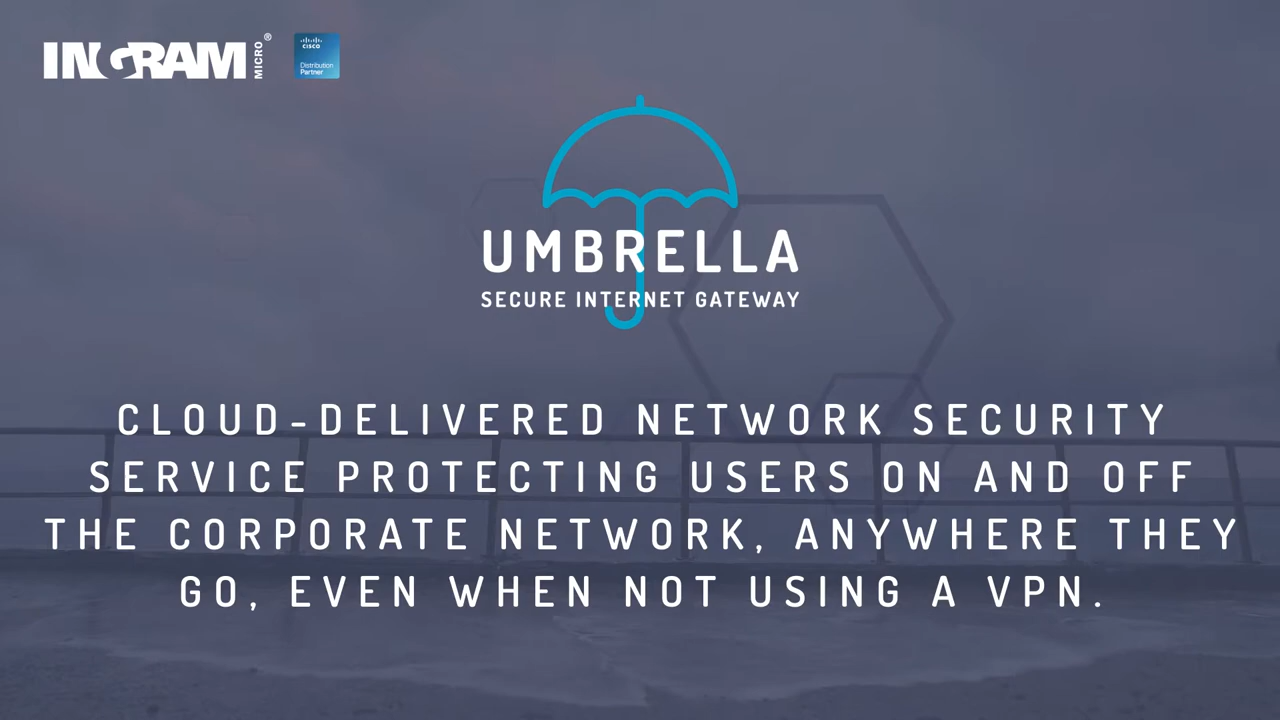 INGRAM MICRO®
cisco
Distribution
Partner
UMBRELLA
SECURE INTERNET GATEWAY
CLOUD-DELIVERED NETWORK SECURITY
SERVICE PROTECTING USERS ON AND OFF
THE CORPORATE NETWORK, ANYWHERE THEY
GO, EVEN WHEN NOT USING A VPN.